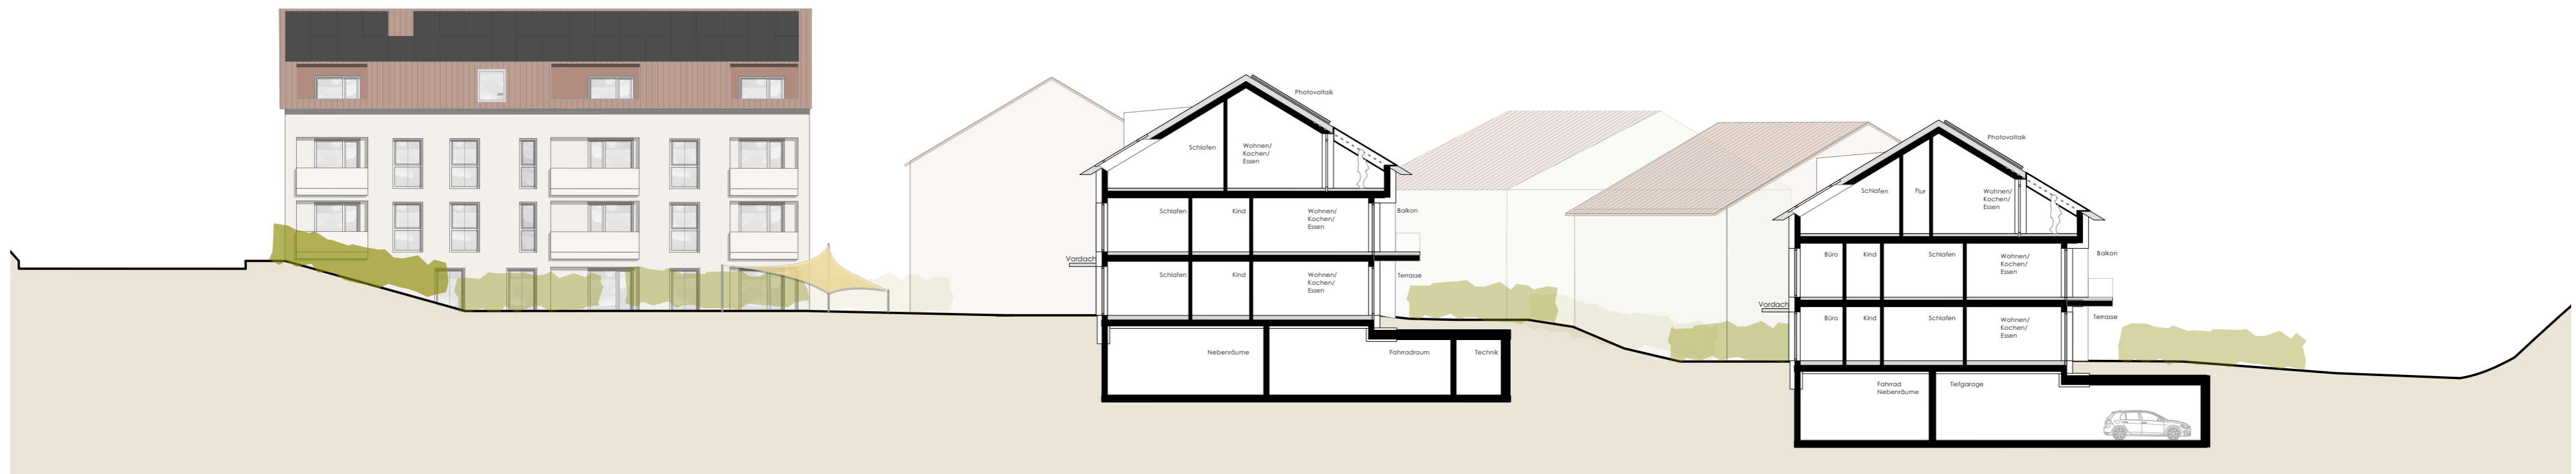 Photovoltaik
Schlafen
Wohnen/
Kochen/
Essen
Schlafen
Kind
Wohnen/
Kochen/
Essen
Balkon
Vordach
Schlafen
Kind
Wohnen/
Kochen/
Essen
Terrasse
Nebenräume
Fahrradraum
Technik
Photovoltaik
Schlafen
Flur
Wohnen/
Kochen/
Essen
Büro
Kind
Schlafen
Wohnen/
Kochen/
Essen
Balkon
Vordach
Büro
Kind
Schlafen
Wohnen/
Kochen/
Essen
Terrasse
Fahrrad
Nebenräume
Tiefgarage